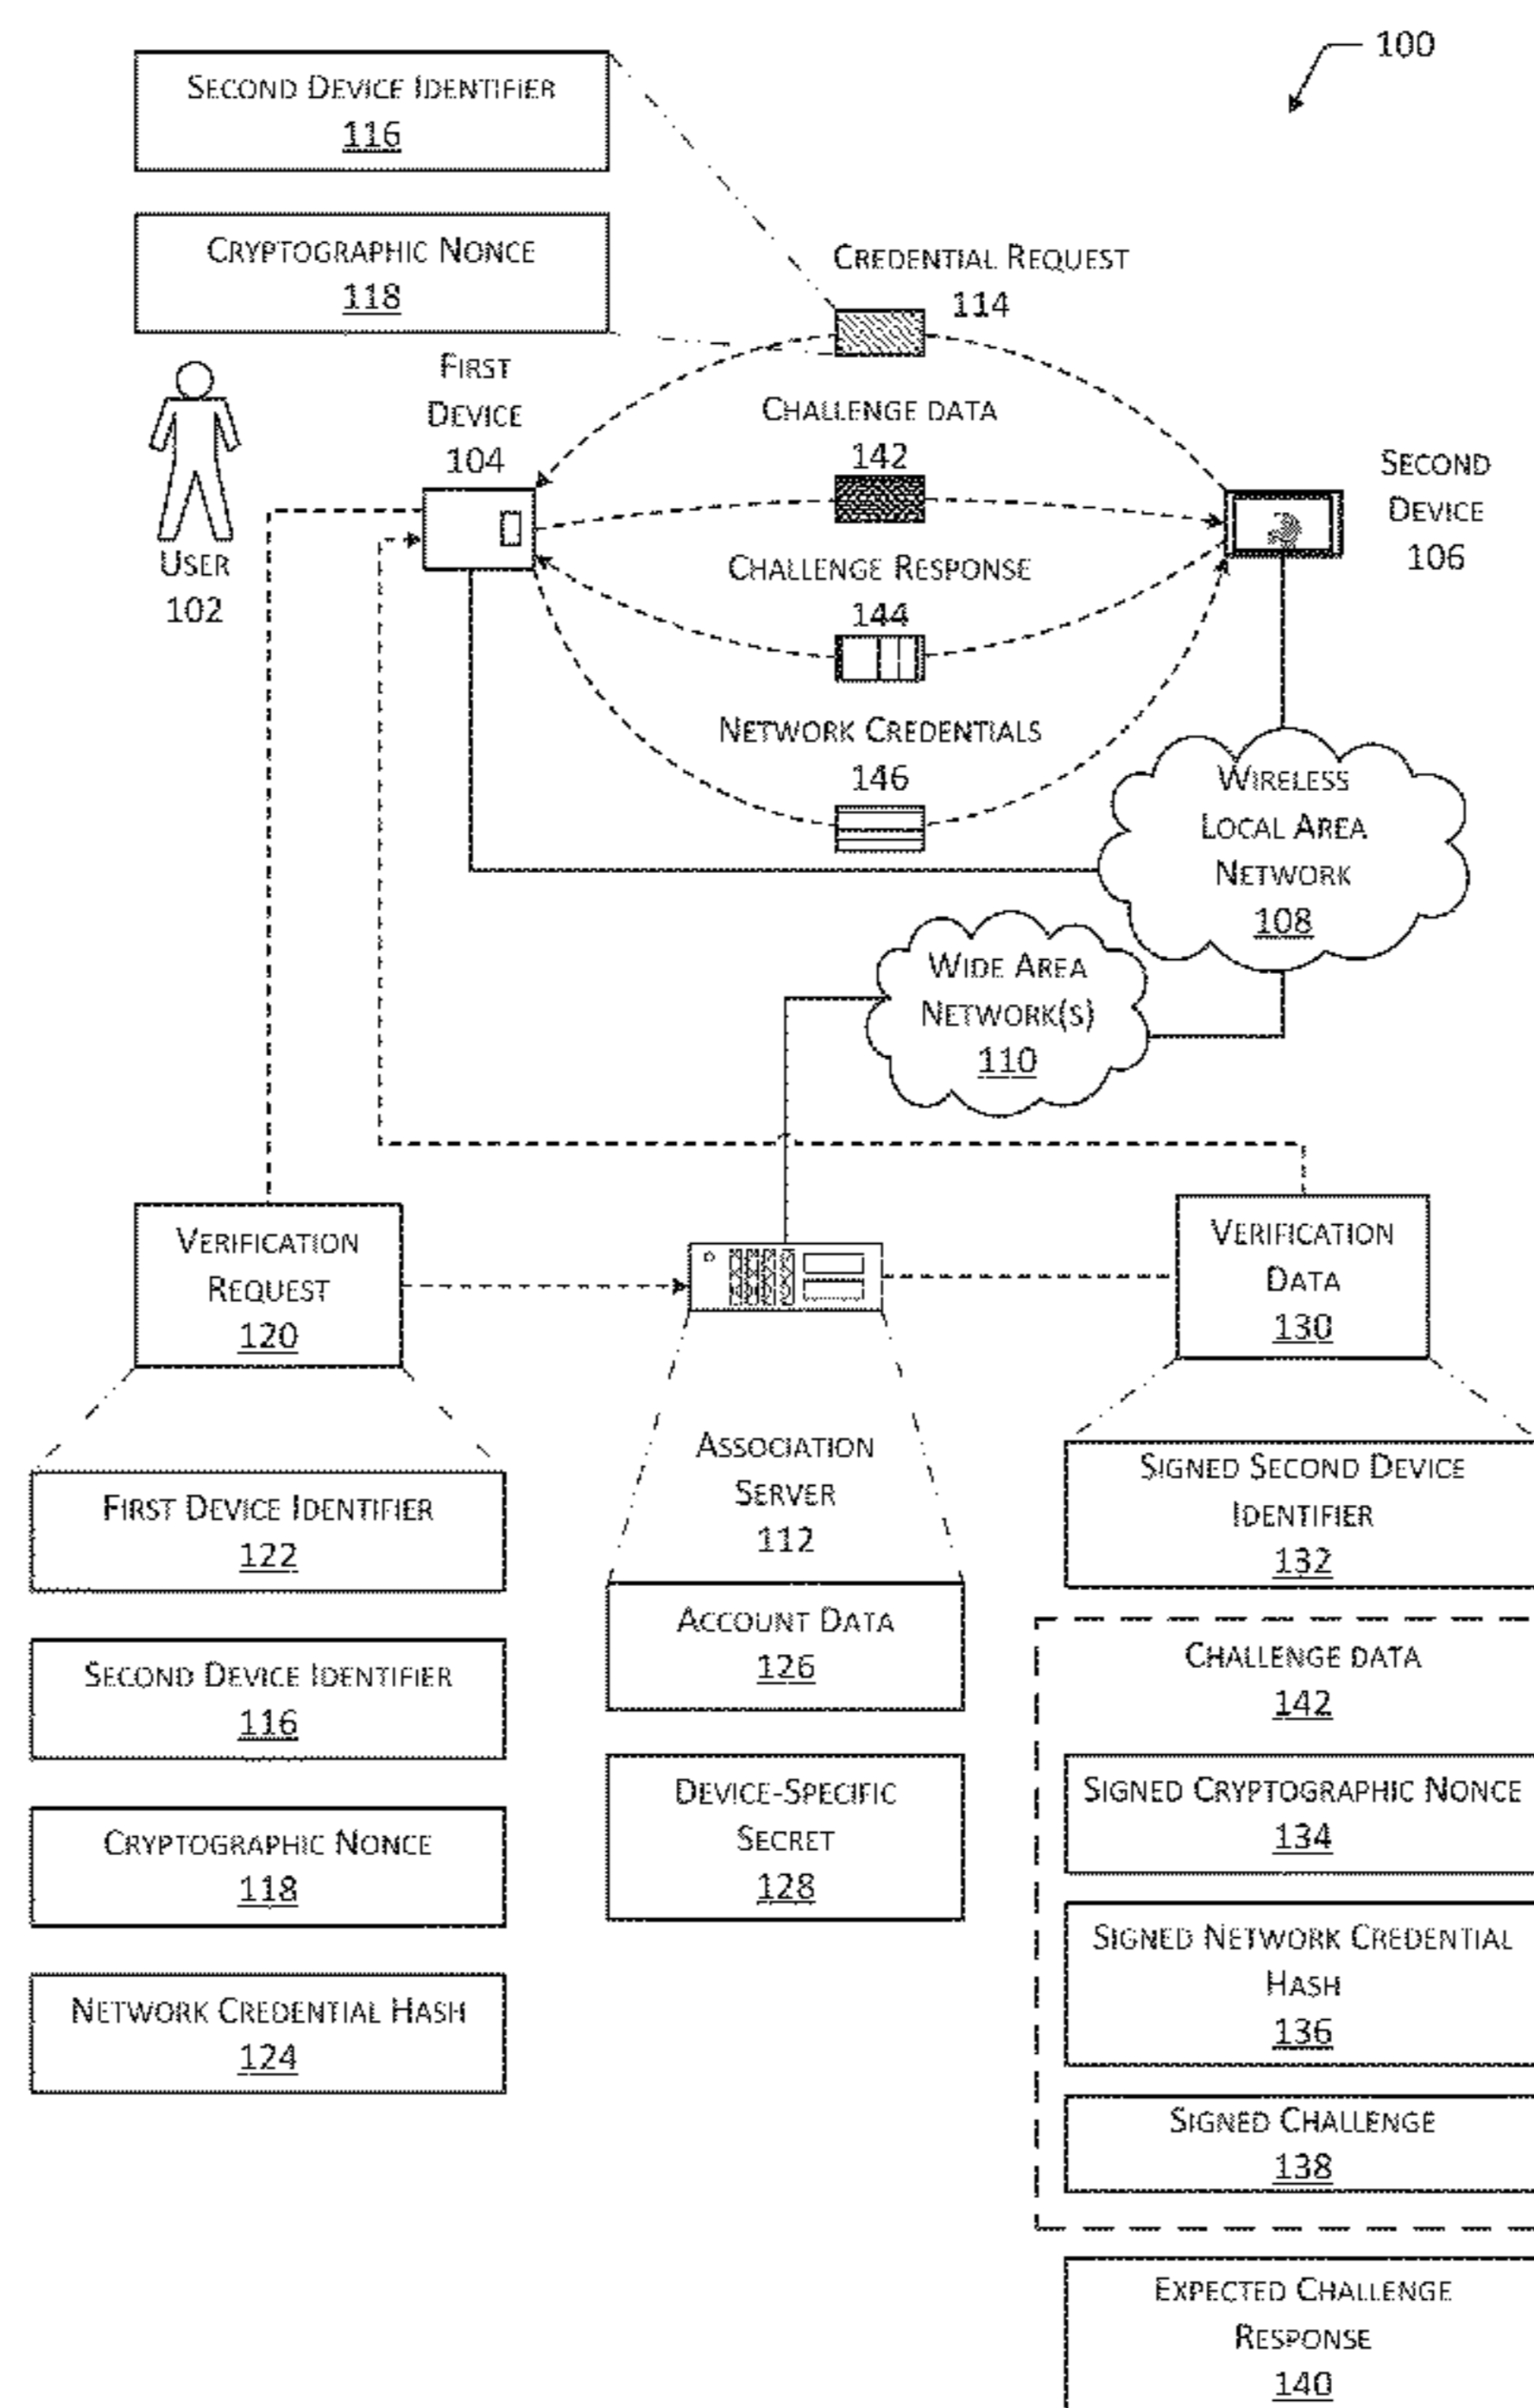 100
SECOND DEVICE IDENTIFIER
116
CRYPTOGRAPHIC NONCE
118
CREDENTIAL REQUEST
114
FIRST
DEVICE
104
USER
102
CHALLENGE DATA
142
SECOND
DEVICE
106
CHALLENGE RESPONSE
144
NETWORK CREDENTIALS
146
WIRELESS
LOCAL AREA
NETWORK
108
WIDE AREA
NETWORK(S)
110
VERIFICATION
REQUEST
120
VERIFICATION
DATA
130
ASSOCIATION
SERVER
112
FIRST DEVICE IDENTIFIER
122
SECOND DEVICE IDENTIFIER
116
CRYPTOGRAPHIC NONCE
118
NETWORK CREDENTIAL HASH
124
ACCOUNT DATA
126
DEVICE-SPECIFIC
SECRET
128
SIGNED SECOND DEVICE
IDENTIFIER
132
CHALLENGE DATA
142
SIGNED CRYPTOGRAPHIC NONCE
134
SIGNED NETWORK CREDENTIAL
HASH
136
SIGNED CHALLENGE
138
EXPECTED CHALLENGE
RESPONSE
140